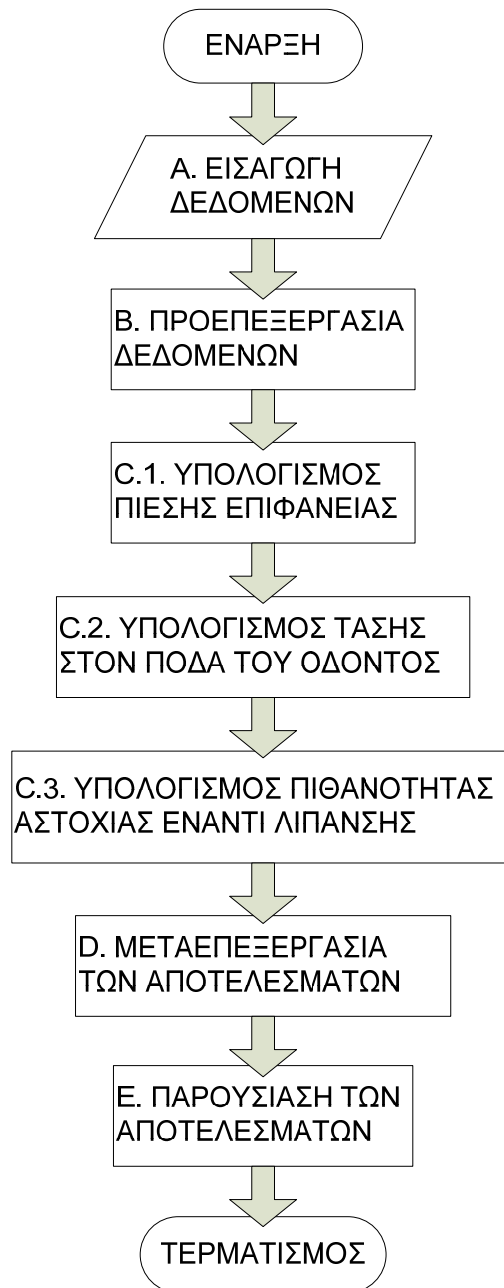 ΕΝΑΡΞΗ
Α. ΕΙΣΑΓΩΓΗ
ΔΕΔΟΜΕΝΩΝ
Β. ΠΡΟΕΠΕΞΕΡΓΑΣΙΑ
ΔΕΔΟΜΕΝΩΝ
C.1. ΥΠΟΛΟΓΙΣΜΟΣ
ΠΙΕΣΗΣ ΕΠΙΦΑΝΕΙΑΣ
C.2. ΥΠΟΛΟΓΙΣΜΟΣ ΤΑΣΗΣ
ΣΤΟΝ ΠΟΔΑ ΤΟΥ ΟΔΟΝΤΟΣ
C.3. ΥΠΟΛΟΓΙΣΜΟΣ ΠΙΘΑΝΟΤΗΤΑΣ
ΑΣΤΟΧΙΑΣ ΕΝΑΝΤΙ ΛΙΠΑΝΣΗΣ
D. ΜΕΤΑΕΠΕΞΕΡΓΑΣΙΑ
ΤΩΝ ΑΠΟΤΕΛΕΣΜΑΤΩΝ
Ε. ΠΑΡΟΥΣΙΑΣΗ ΤΩΝ
ΑΠΟΤΕΛΕΣΜΑΤΩΝ
ΤΕΡΜΑΤΙΣΜΟΣ